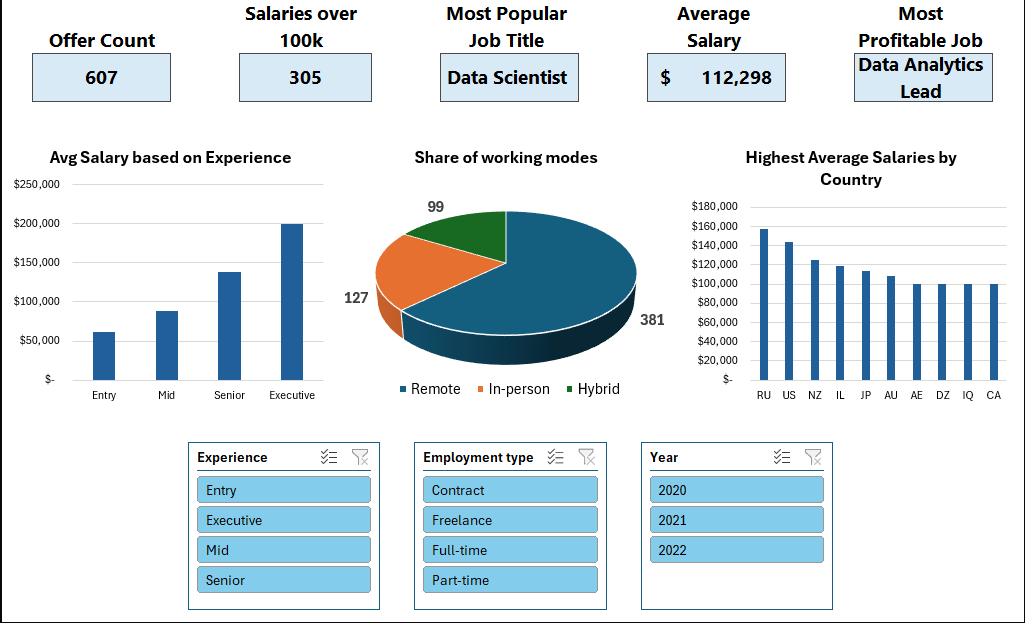 Offer Count
Salaries over
100k
Most Popular
Job Title
Average
Salary
Most
Profitable Job
607
305
Data Scientist
$ 112,298
Data Analytics
Lead
Avg Salary based on Experience
$250,000
$200,000
$150,000
$100,000
$50,000
$-
Entry Mid Senior Executive
Share of working modes
99
127
381
Remote In-person Hybrid
Highest Average Salaries by
Country
$180,000
$160,000
$140,000
$120,000
$100,000
$80,000
$60,000
$40,000
$20,000
$-
RU US NZ IL JP AU AE DZ IQ CA
Experience
Entry
Executive
Mid
Senior
Employment type
Contract
Freelance
Full-time
Part-time
Year
2020
2021
2022